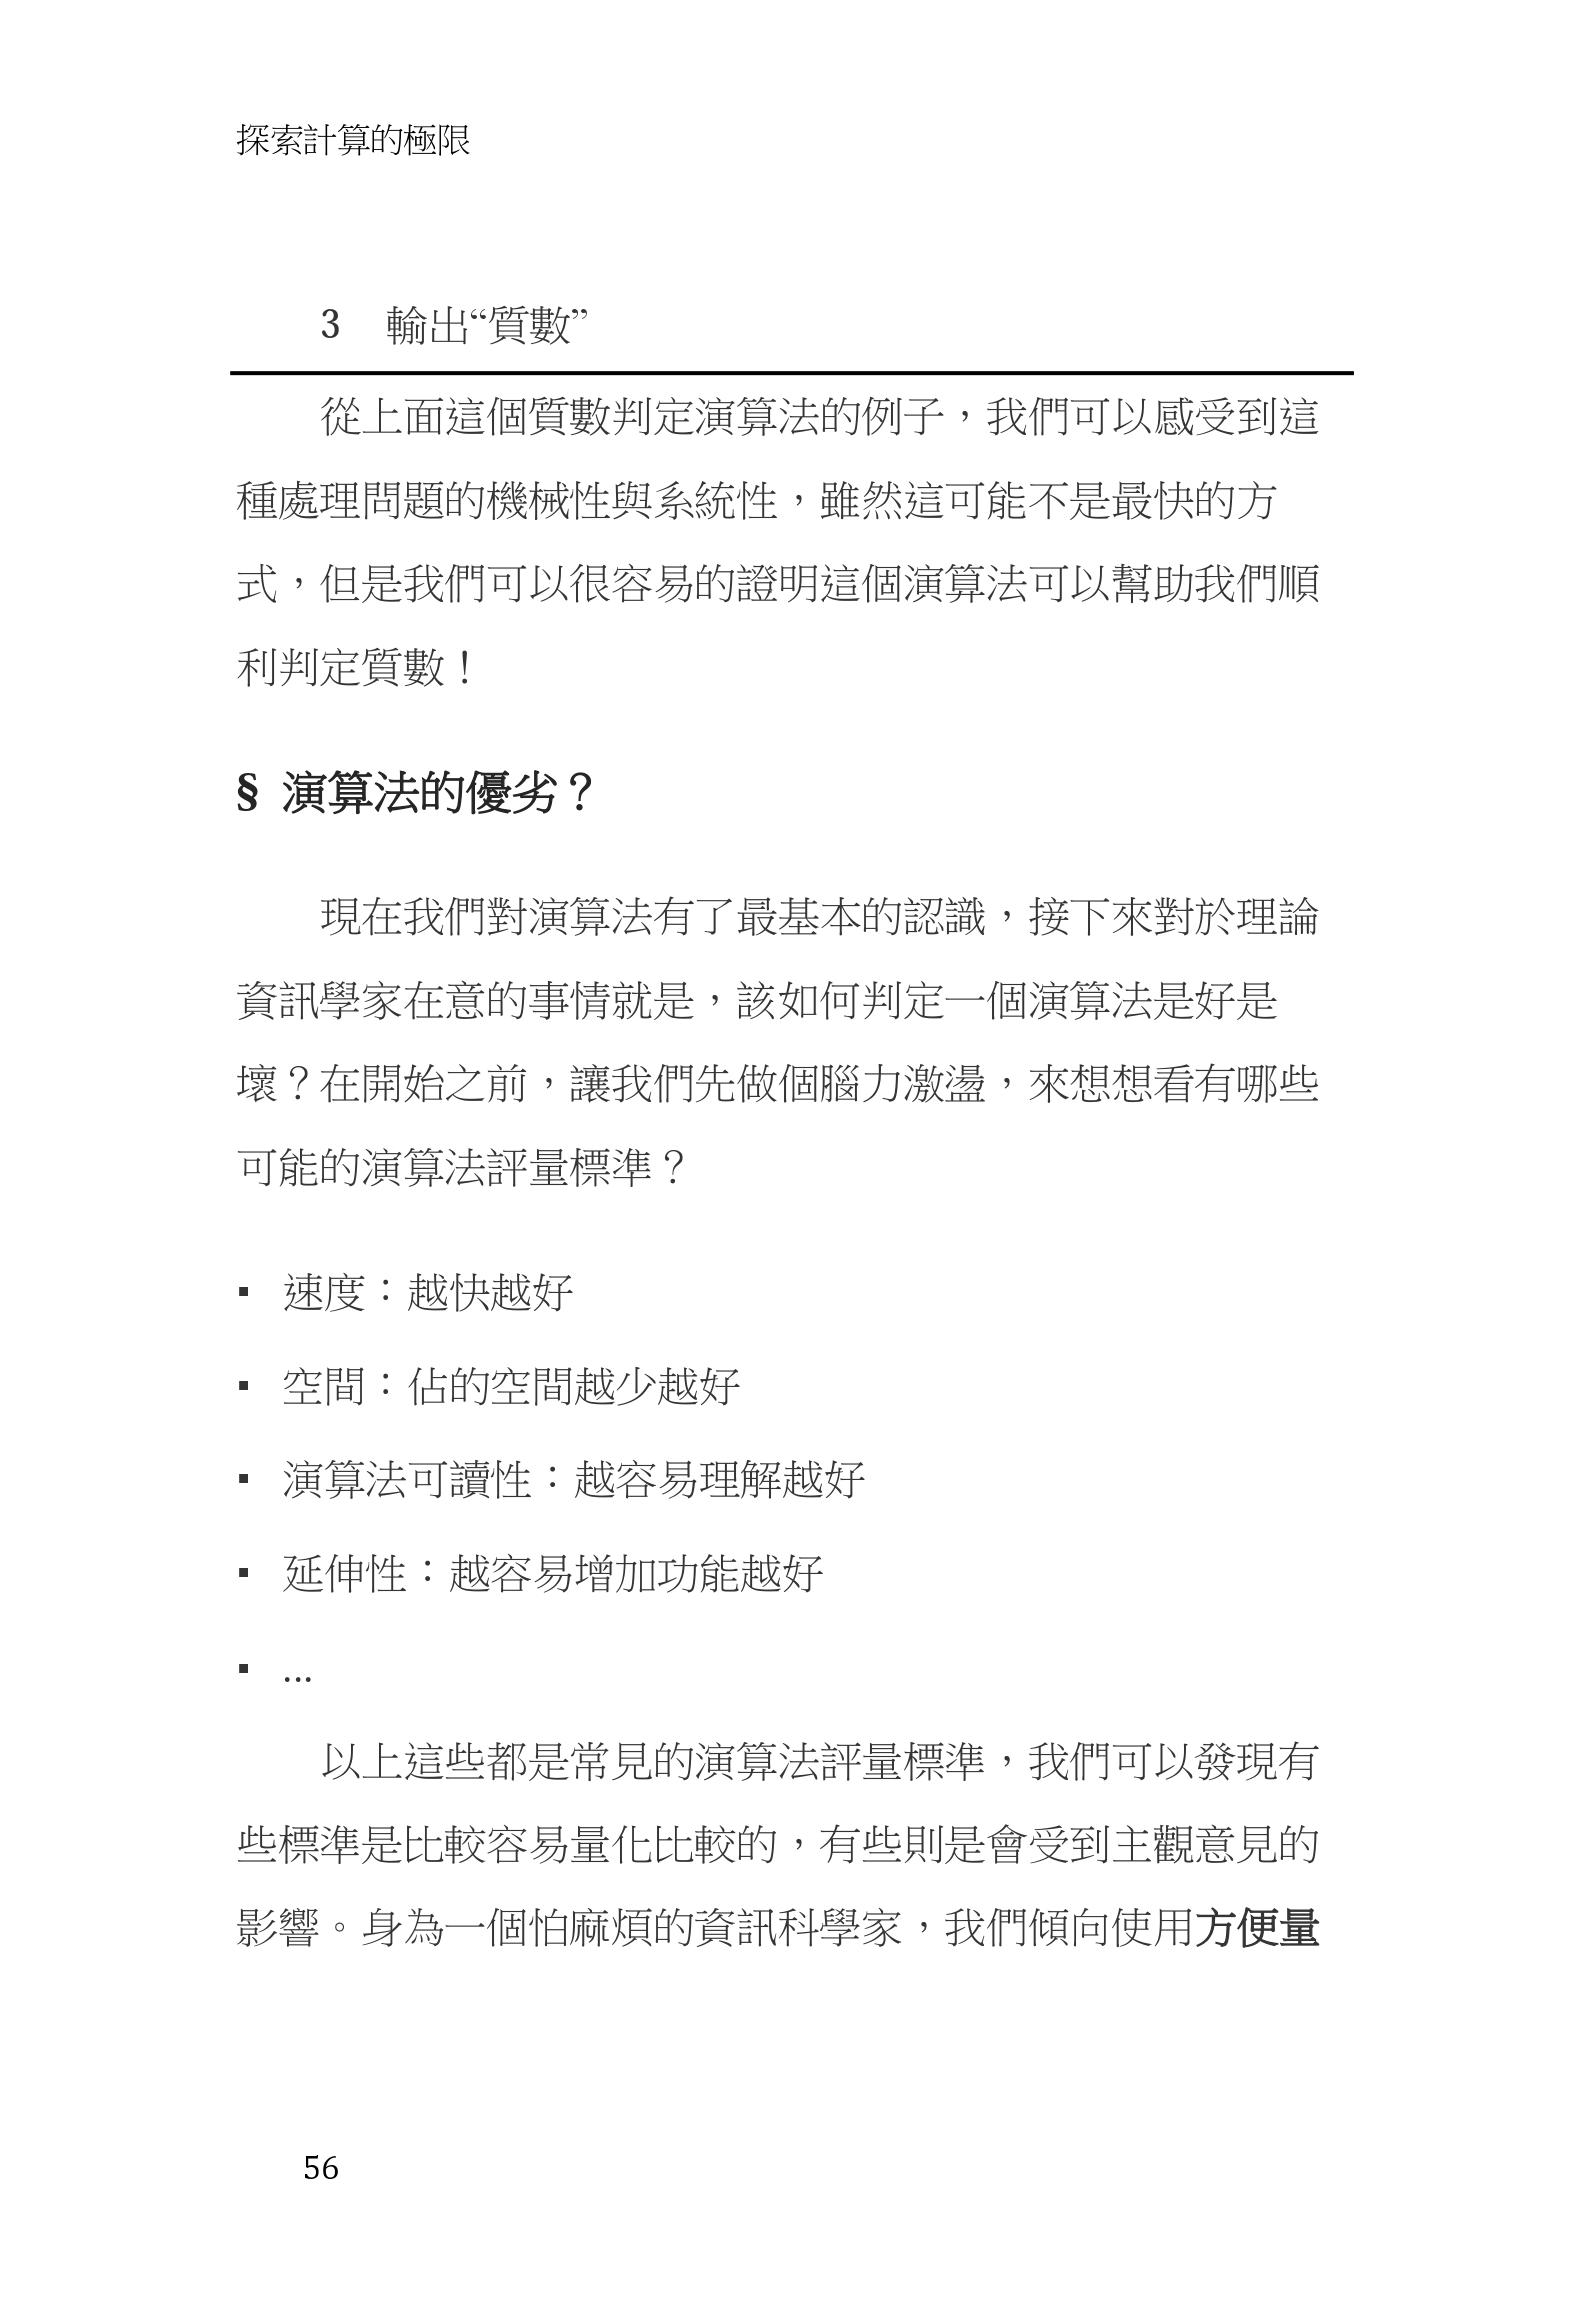 探索計算的極限
3 輸出“質數”
從上面這個質數判定演算法的例子，我們可以感受到這
種處理問題的機械性與系統性，雖然這可能不是最快的方
式，但是我們可以很容易的證明這個演算法可以幫助我們順
利判定質數！
§ 演算法的優劣？
現在我們對演算法有了最基本的認識，接下來對於理論
資訊學家在意的事情就是，該如何判定一個演算法是好是
壞？在開始之前，讓我們先做個腦力激盪，來想想看有哪些
可能的演算法評量標準？
▪ 速度：越快越好
▪ 空間：佔的空間越少越好
▪ 演算法可讀性：越容易理解越好
▪ 延伸性：越容易增加功能越好
▪ ...
以上這些都是常見的演算法評量標準，我們可以發現有
些標準是比較容易量化比較的，有些則是會受到主觀意見的
影響。身為一個怕麻煩的資訊科學家，我們傾向使用方便量
56